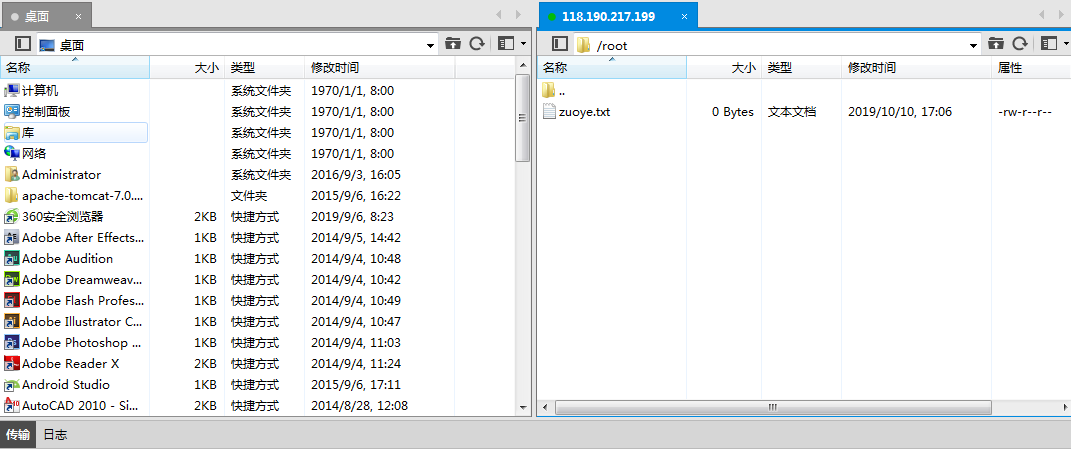 桌面 ×
118.190.217.199 ×
桌面
/root
名称 大小 类型 修改时间
计算机 系统文件夹 1970/1/1, 8:00
控制面板 系统文件夹 1970/1/1, 8:00
库 系统文件夹 1970/1/1, 8:00
网络 系统文件夹 1970/1/1, 8:00
Administrator 系统文件夹 2016/9/3, 16:05
apache-tomcat-7.0.... 文件夹 2015/9/6, 16:22
360安全浏览器 2KB 快捷方式 2019/9/6, 8:23
Adobe After Effects... 1KB 快捷方式 2014/9/5, 14:42
Adobe Audition 1KB 快捷方式 2014/9/4, 10:48
Adobe Dreamweav... 1KB 快捷方式 2014/9/4, 10:42
Adobe Flash Profes... 1KB 快捷方式 2014/9/4, 10:49
Adobe Illustrator C... 1KB 快捷方式 2014/9/4, 10:47
Adobe Photoshop ... 1KB 快捷方式 2014/9/4, 11:03
Adobe Reader X 2KB 快捷方式 2014/9/4, 11:24
Android Studio 1KB 快捷方式 2015/9/6, 17:11
AutoCAD 2010 - Si... 2KB 快捷方式 2014/8/28, 12:08
名称 大小 类型 修改时间 属性
..
zuoye.txt 0 Bytes 文本文档 2019/10/10, 17:06 -rw-r--r--
传输 日志